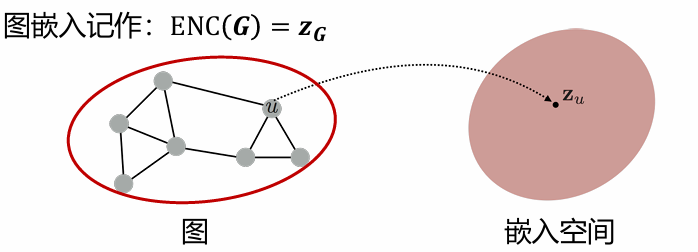 图嵌入记作：ENC(G) = z_G
u
z_u
图
嵌入空间